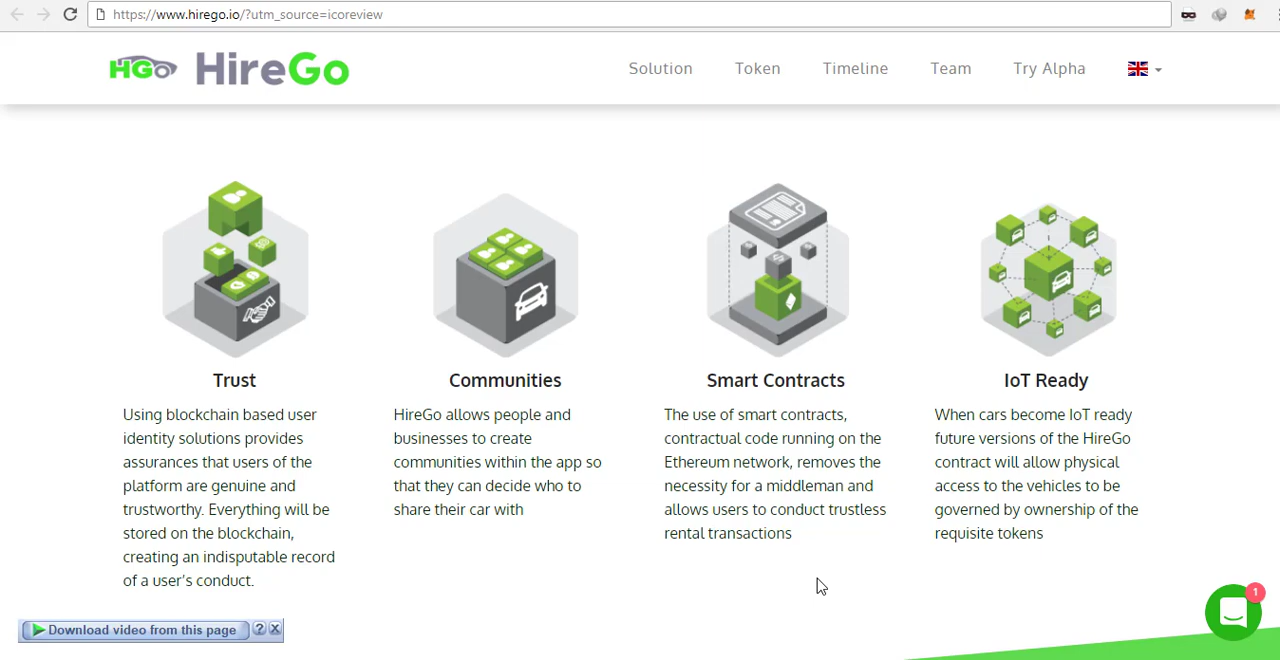 https://www.hirego.io/?utm_source=icoreview
HGo HireGo
Solution Token Timeline Team Try Alpha
Trust
Using blockchain based user
identity solutions provides
assurances that users of the
platform are genuine and
trustworthy. Everything will be
stored on the blockchain,
creating an indisputable record
of a user’s conduct.
Communities
HireGo allows people and
businesses to create
communities within the app so
that they can decide who to
share their car with
Smart Contracts
The use of smart contracts,
contractual code running on the
Ethereum network, removes the
necessity for a middleman and
allows users to conduct trustless
rental transactions
IoT Ready
When cars become IoT ready
future versions of the HireGo
contract will allow physical
access to the vehicles to be
governed by ownership of the
requisite tokens
Download video from this page ? X
1